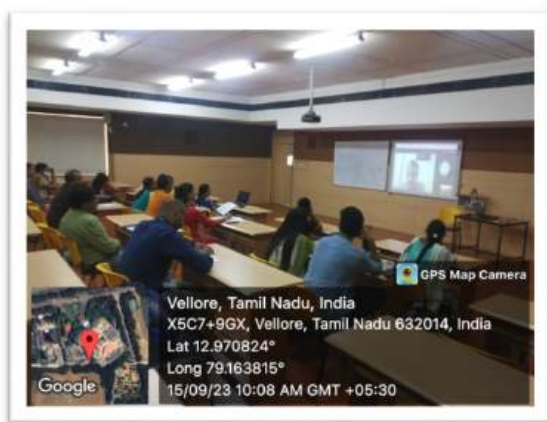 GPS Map Camera
Vellore, Tamil Nadu, India
X5C7+9GX, Vellore, Tamil Nadu 632014, India
Lat 12.970824°
Long 79.163815°
15/09/23 10:08 AM GMT +05:30
Google